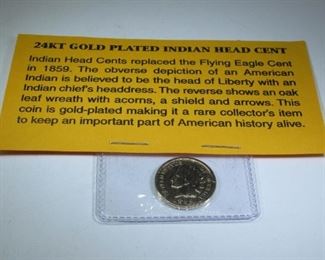 24KT GOLD PLATED INDIAN HEAD CENT
Indian Head Cents replaced the Flying Eagle Cent
in 1859. The obverse depiction of an American
Indian is believed to be the head of Liberty with an
Indian chief's headdress. The reverse shows an oak
leaf wreath with acorns, a shield and arrows. This
coin is gold-plated making it a rare collector's item
to keep an important part of American history alive.